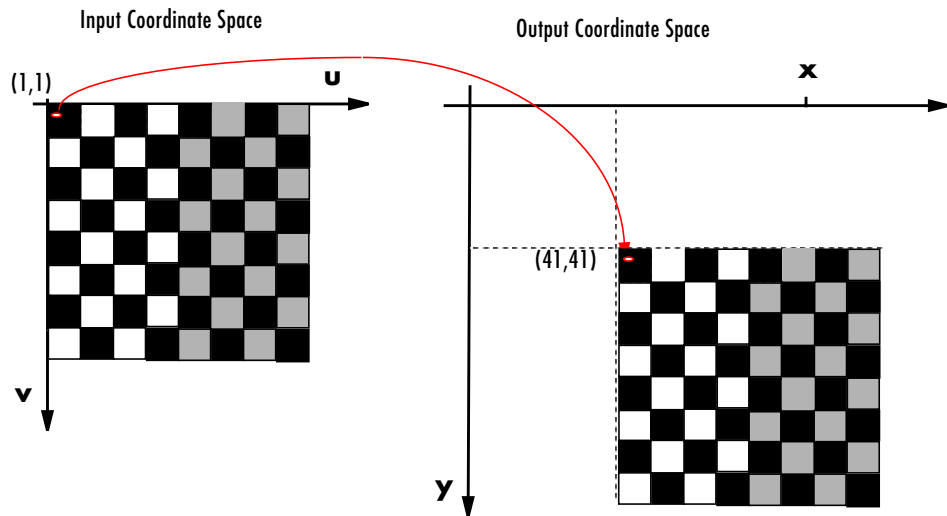 Input Coordinate Space
Output Coordinate Space
(1,1)
u
x
(41,41)
v
y